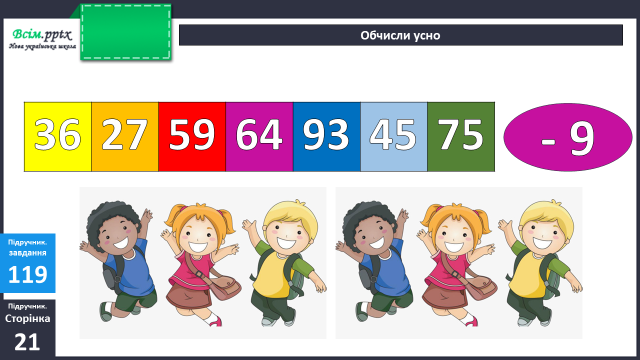 Всім.pptx
Нова українська школа
Обчисли усно
36 27 59 64 93 45 75 - 9
Підручник.
завдання
119
Підручник.
Сторінка
21